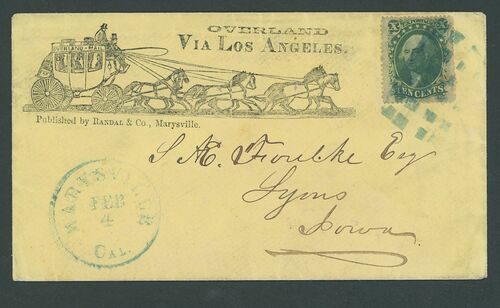 OVERLAND
VIA LOS ANGELES.
OVERLAND-MAIL
Published by RANDAL & Co., Marysville.
TEN CENTS
MARYSVILLE
FEB
4
CAL.
S. A. Foulke Esq
Lyons
Iowa